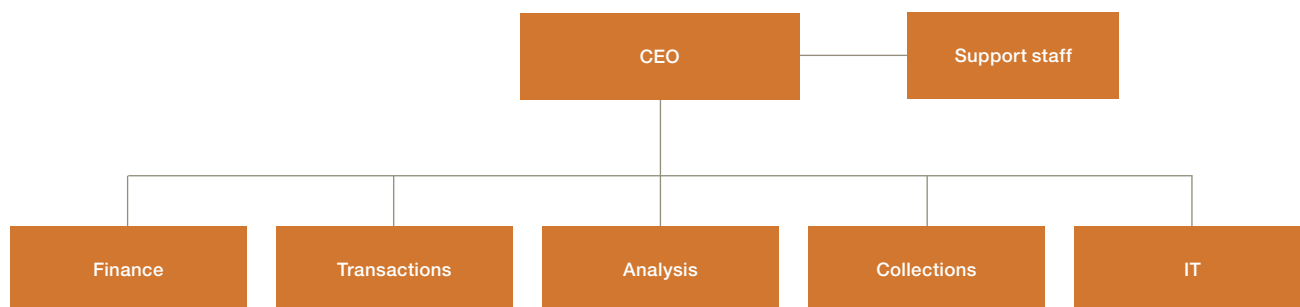 CEO
Support staff
Finance
Transactions
Analysis
Collections
IT